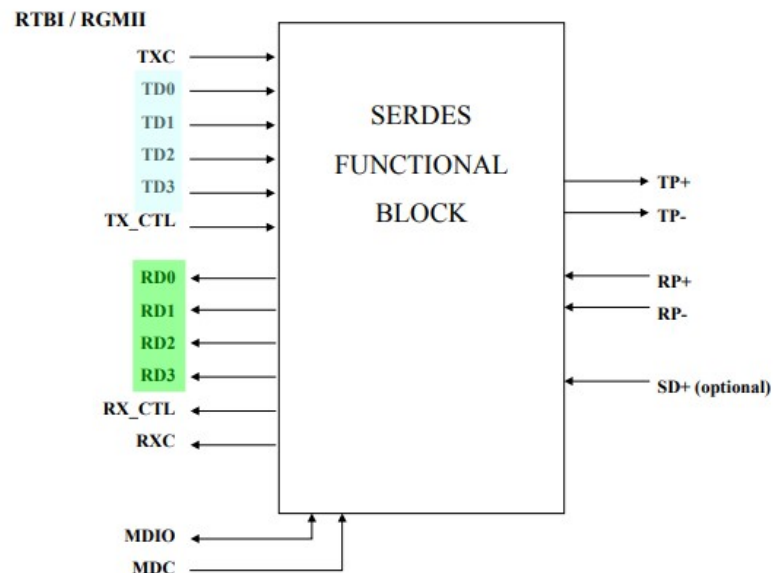 RTBI / RGMII
TXC
TD0
TD1
TD2
TD3
TX_CTL
RD0
RD1
RD2
RD3
RX_CTL
RXC
MDIO
MDC
SERDES
FUNCTIONAL
BLOCK
TP+
TP-
RP+
RP-
SD+ (optional)